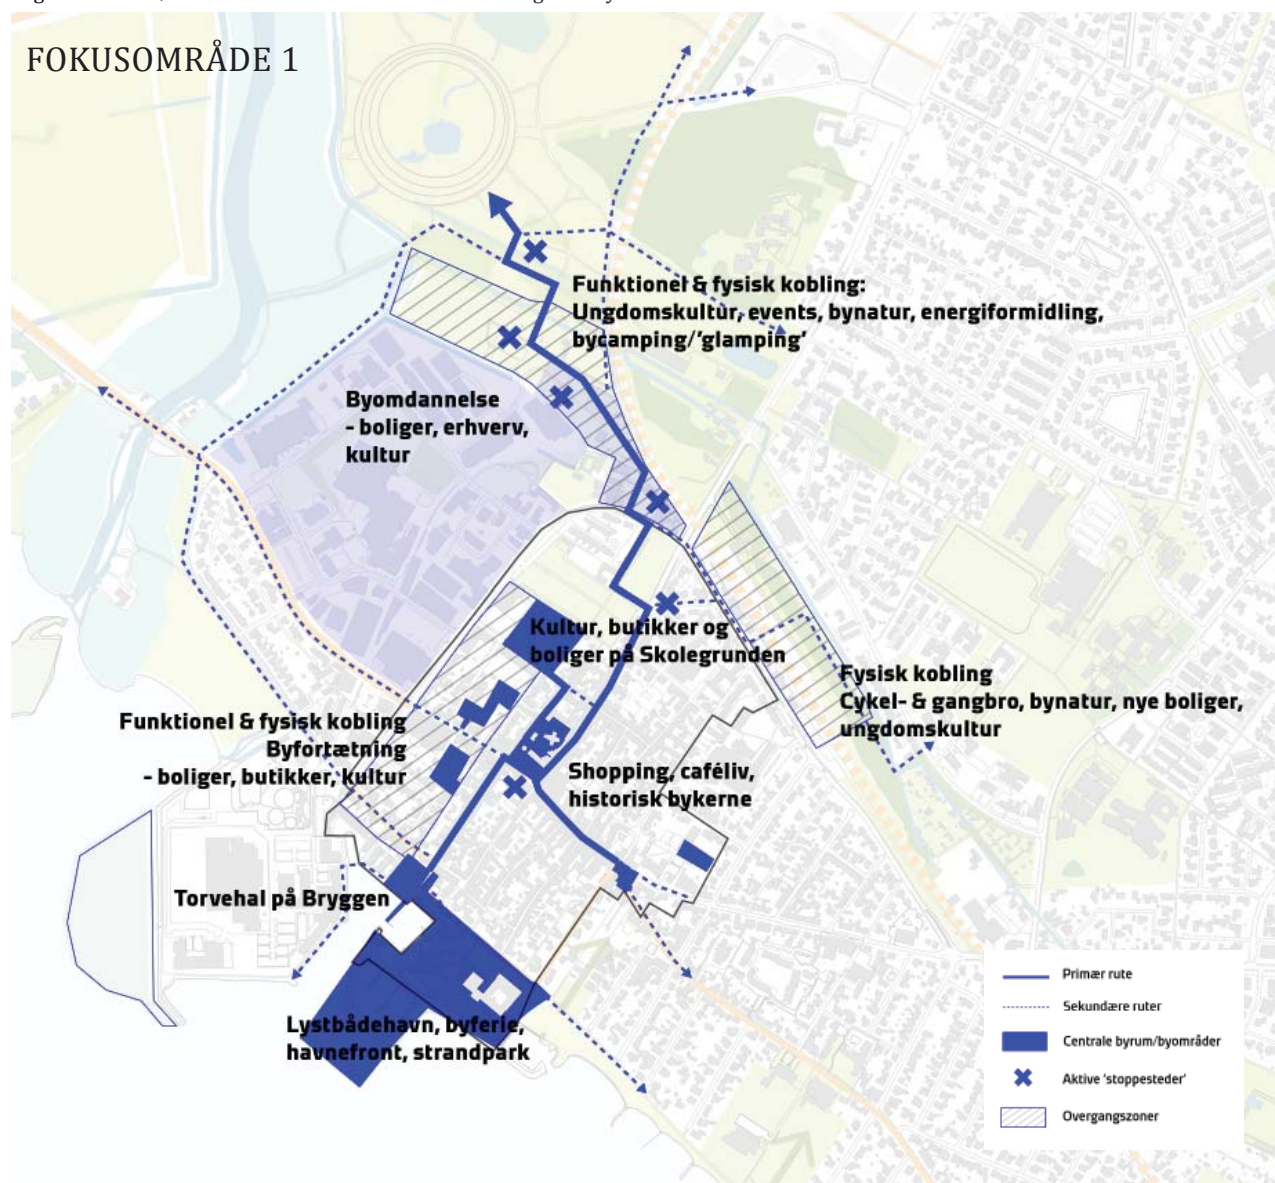 FOKUSOMRÅDE 1
Funktionel & fysisk kobling:
Ungdomskultur, events, bynatur, energiformidling,
bycamping/'glamping'
Byomdannelse
- boliger, erhverv,
kultur
Kultur, butikker og
boliger på Skolegrunden
Fysisk kobling
Cykel- & gangbro, bynatur, nye boliger,
ungdomskultur
Funktionel & fysisk kobling
Byfortætning
- boliger, butikker, kultur
Shopping, caféliv,
historisk bykerne
Torvehal på Bryggen
Lystbådehavn, byferie,
havnefront, strandpark
Primær rute
Sekundære ruter
Centrale byrum/byområder
Aktive 'stoppesteder'
Overgangszoner